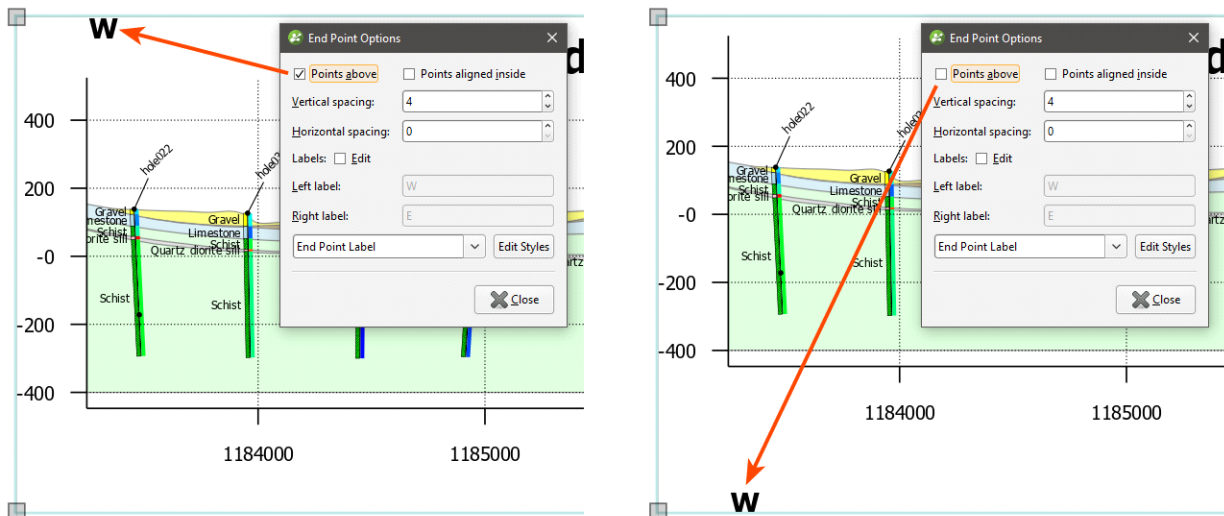 W
End Point Options
d
Points above
Points aligned inside
Vertical spacing:
4
Horizontal spacing:
0
Labels:
Edit
Left label:
W
Right label:
E
End Point Label
Edit Styles
Close
400
200
-0
-200
-400
hole022
Gravel
Schist
Schist
Gravel
Limestone
Schist
Quartz diorite sill
Schist
1184000
1185000
End Point Options
d
Points above
Points aligned inside
Vertical spacing:
4
Horizontal spacing:
0
Labels:
Edit
Left label:
W
Right label:
E
End Point Label
Edit Styles
Close
400
200
-0
-200
-400
hole022
Gravel
Schist
Schist
Gravel
Limestone
Schist
Quartz diorite sill
Schist
1184000
1185000
W